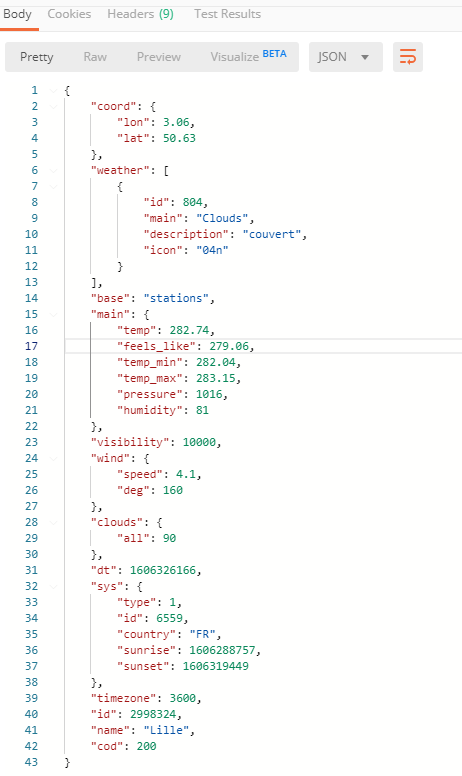 Body Cookies Headers (9) Test Results
Pretty Raw Preview Visualize BETA JSON
1 {
2 "coord": {
3 "lon": 3.06,
4 "lat": 50.63
5 },
6 "weather": [
7 {
8 "id": 804,
9 "main": "Clouds",
10 "description": "couvert",
11 "icon": "04n"
12 }
13 ],
14 "base": "stations",
15 "main": {
16 "temp": 282.74,
17 "feels_like": 279.06,
18 "temp_min": 282.04,
19 "temp_max": 283.15,
20 "pressure": 1016,
21 "humidity": 81
22 },
23 "visibility": 10000,
24 "wind": {
25 "speed": 4.1,
26 "deg": 160
27 },
28 "clouds": {
29 "all": 90
30 },
31 "dt": 1606326166,
32 "sys": {
33 "type": 1,
34 "id": 6559,
35 "country": "FR",
36 "sunrise": 1606288757,
37 "sunset": 1606319449
38 },
39 "timezone": 3600,
40 "id": 2998324,
41 "name": "Lille",
42 "cod": 200
43 }